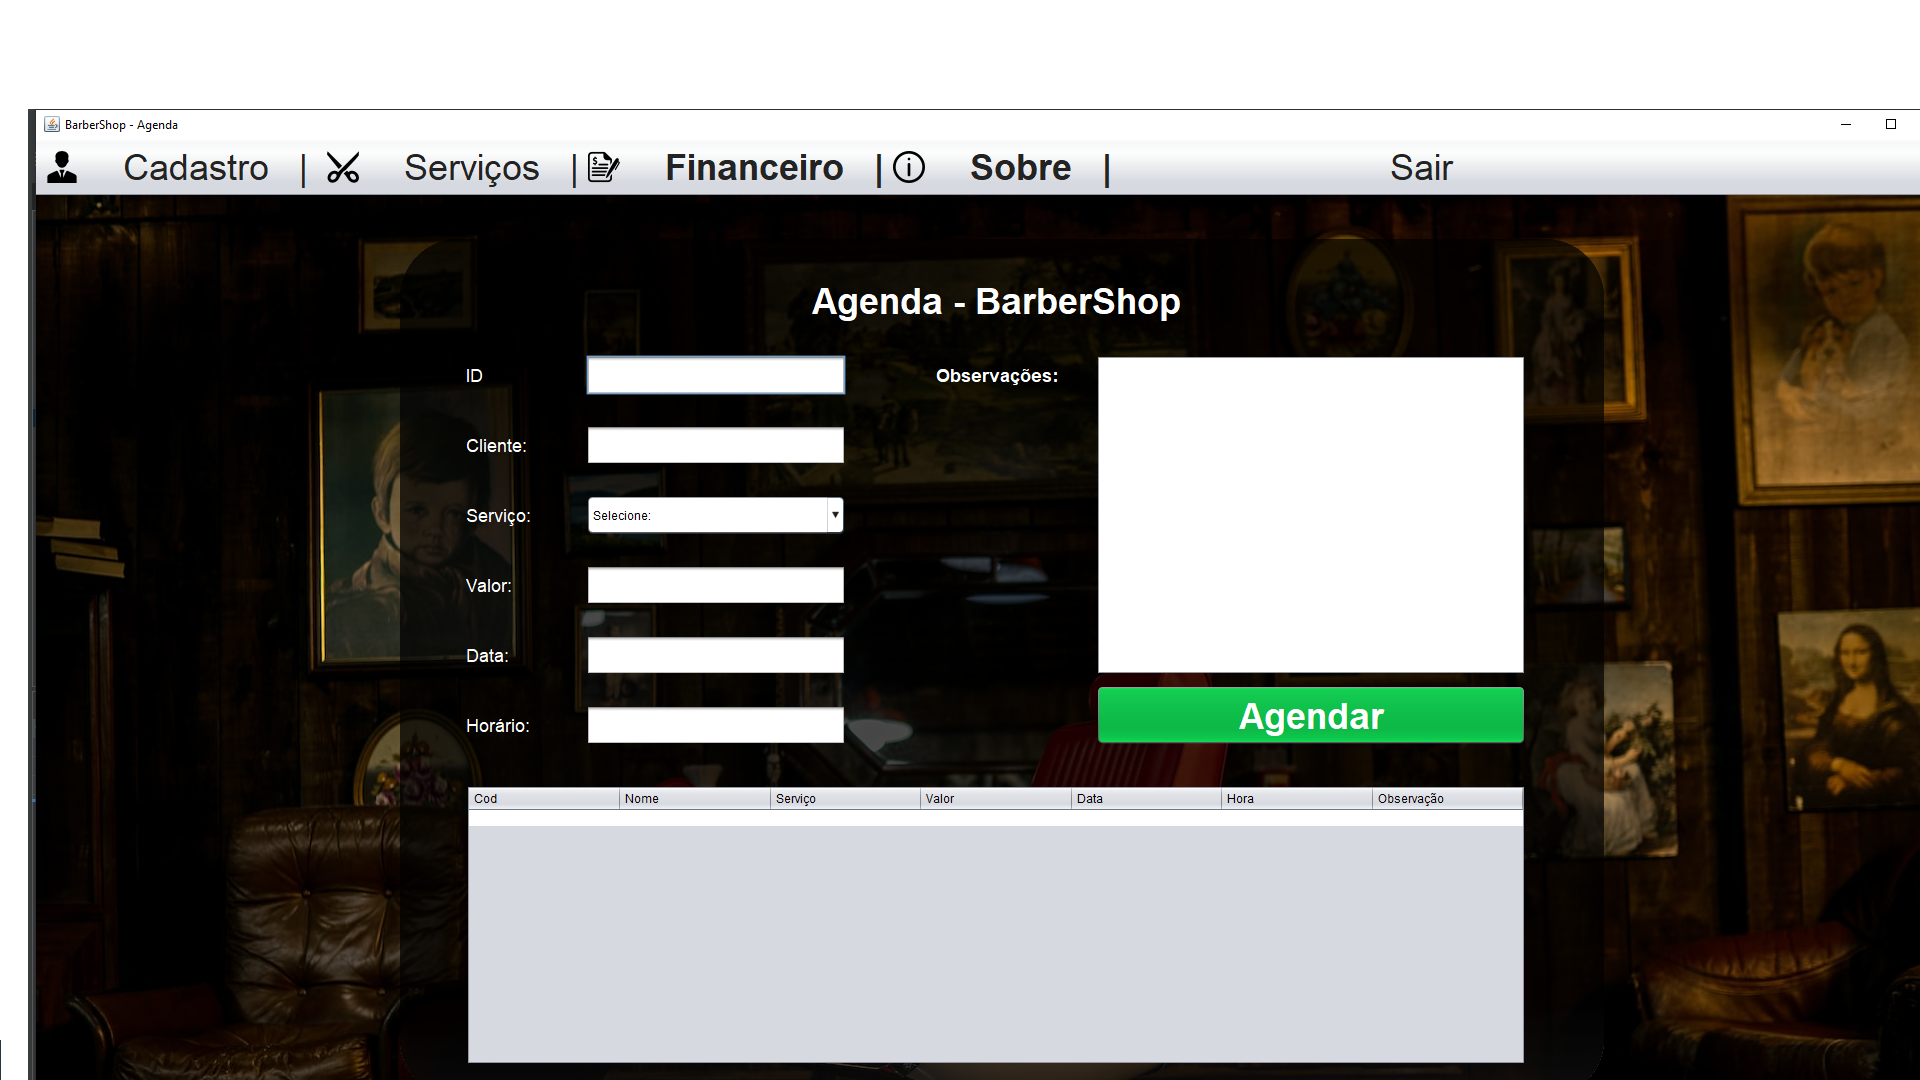 BarberShop - Agenda
Cadastro | Serviços | Financeiro | Sobre | Sair
Agenda - BarberShop
ID
Observações:
Cliente:
Serviço: Selecione:
Valor:
Data:
Horário:
Agendar
Cod Nome Serviço Valor Data Hora Observação